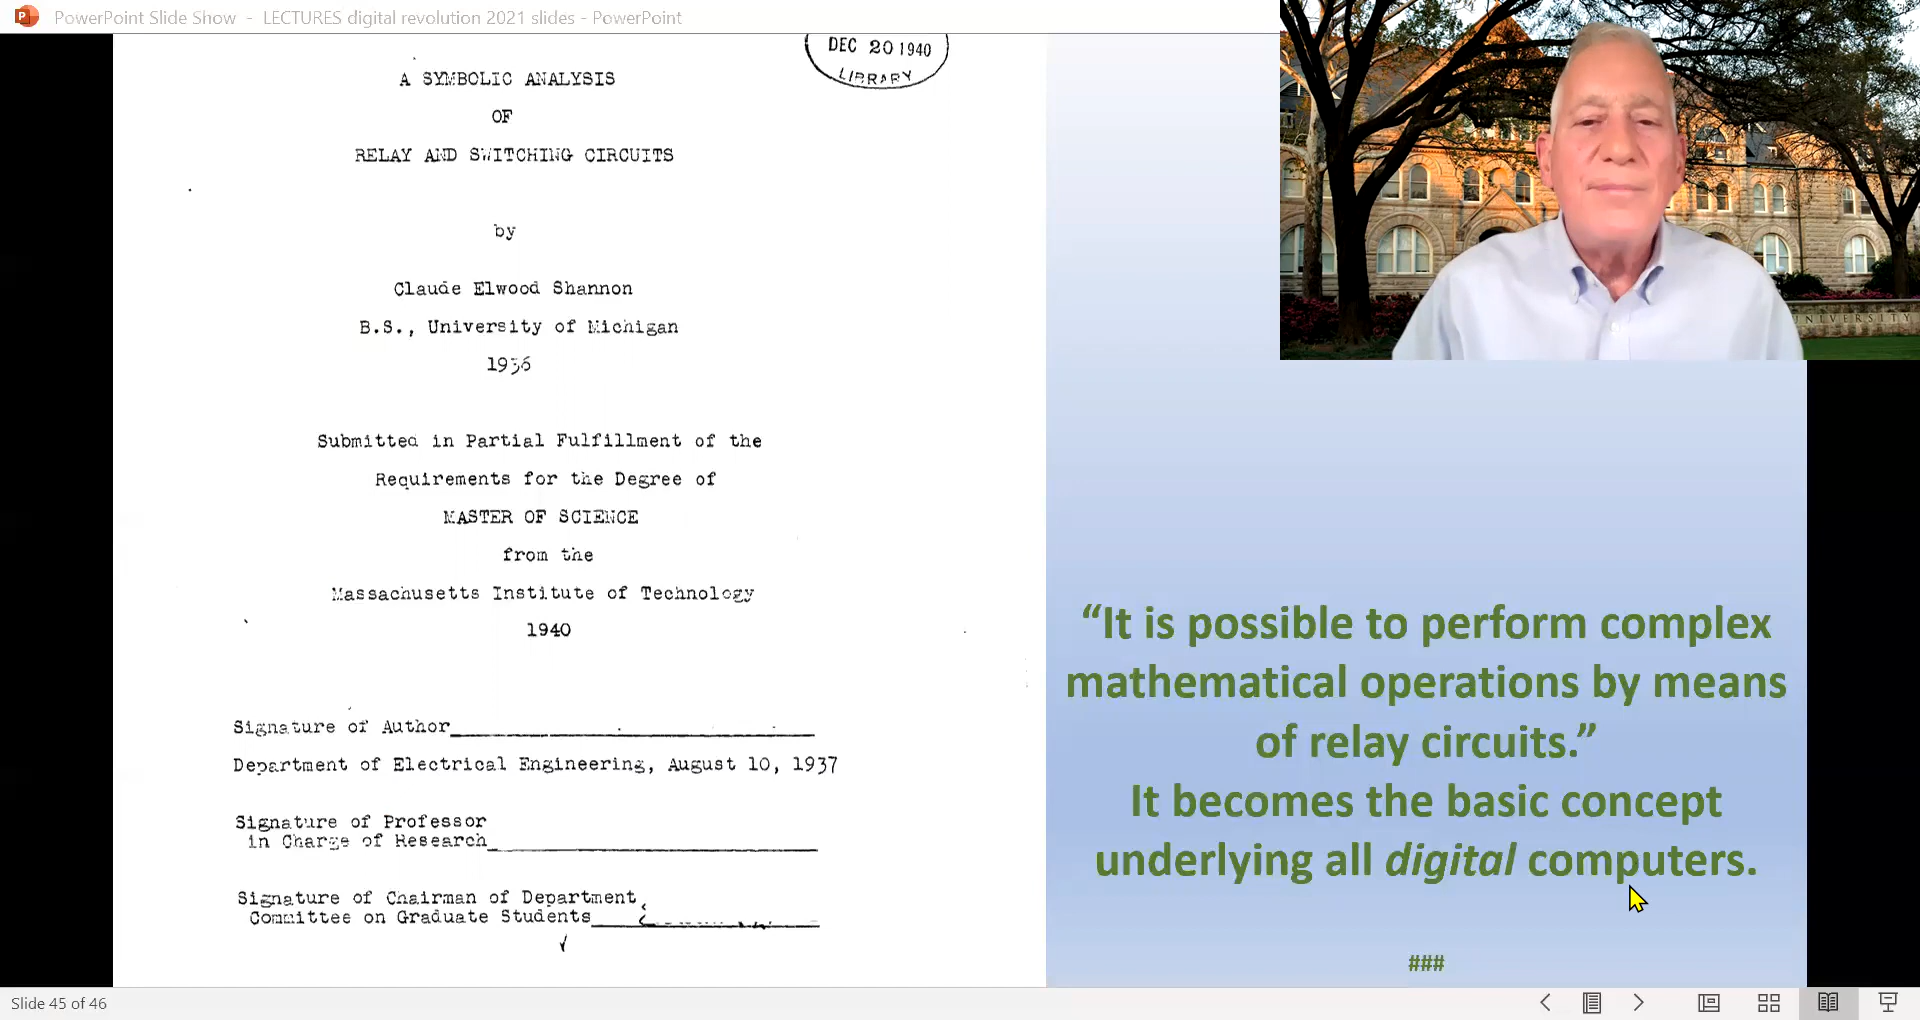 PowerPoint Slide Show - LECTURES digital revolution 2021 slides - PowerPoint
DEC 20 1940
LIBRARY
A SYMBOLIC ANALYSIS
OF
RELAY AND SWITCHING CIRCUITS
by
Claude Elwood Shannon
B.S., University of Michigan
1936
Submitted in Partial Fulfillment of the
Requirements for the Degree of
MASTER OF SCIENCE
from the
Massachusetts Institute of Technology
1940
Signature of Author
Department of Electrical Engineering, August 10, 1937
Signature of Professor
in Charge of Research
Signature of Chairman of Department
Committee on Graduate Students
UNIVERSITY
“It is possible to perform complex
mathematical operations by means
of relay circuits.”
It becomes the basic concept
underlying all digital computers.
###
Slide 45 of 46